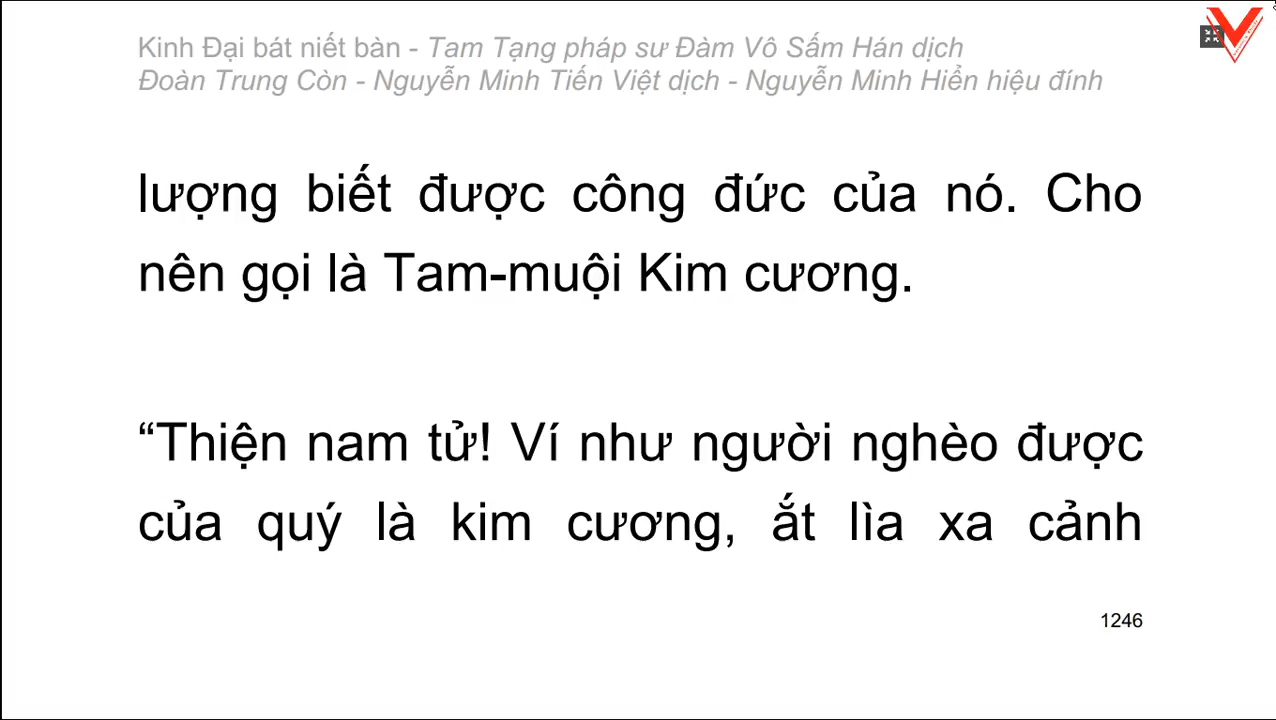 Kinh Đại bát niết bàn - Tam Tạng pháp sư Đàm Vô Sấm Hán dịch
Đoàn Trung Còn - Nguyễn Minh Tiến Việt dịch - Nguyễn Minh Hiển hiệu đính
lượng biết được công đức của nó. Cho
nên gọi là Tam-muội Kim cương.
“Thiện nam tử! Ví như người nghèo được
của quý là kim cương, ắt lìa xa cảnh
1246